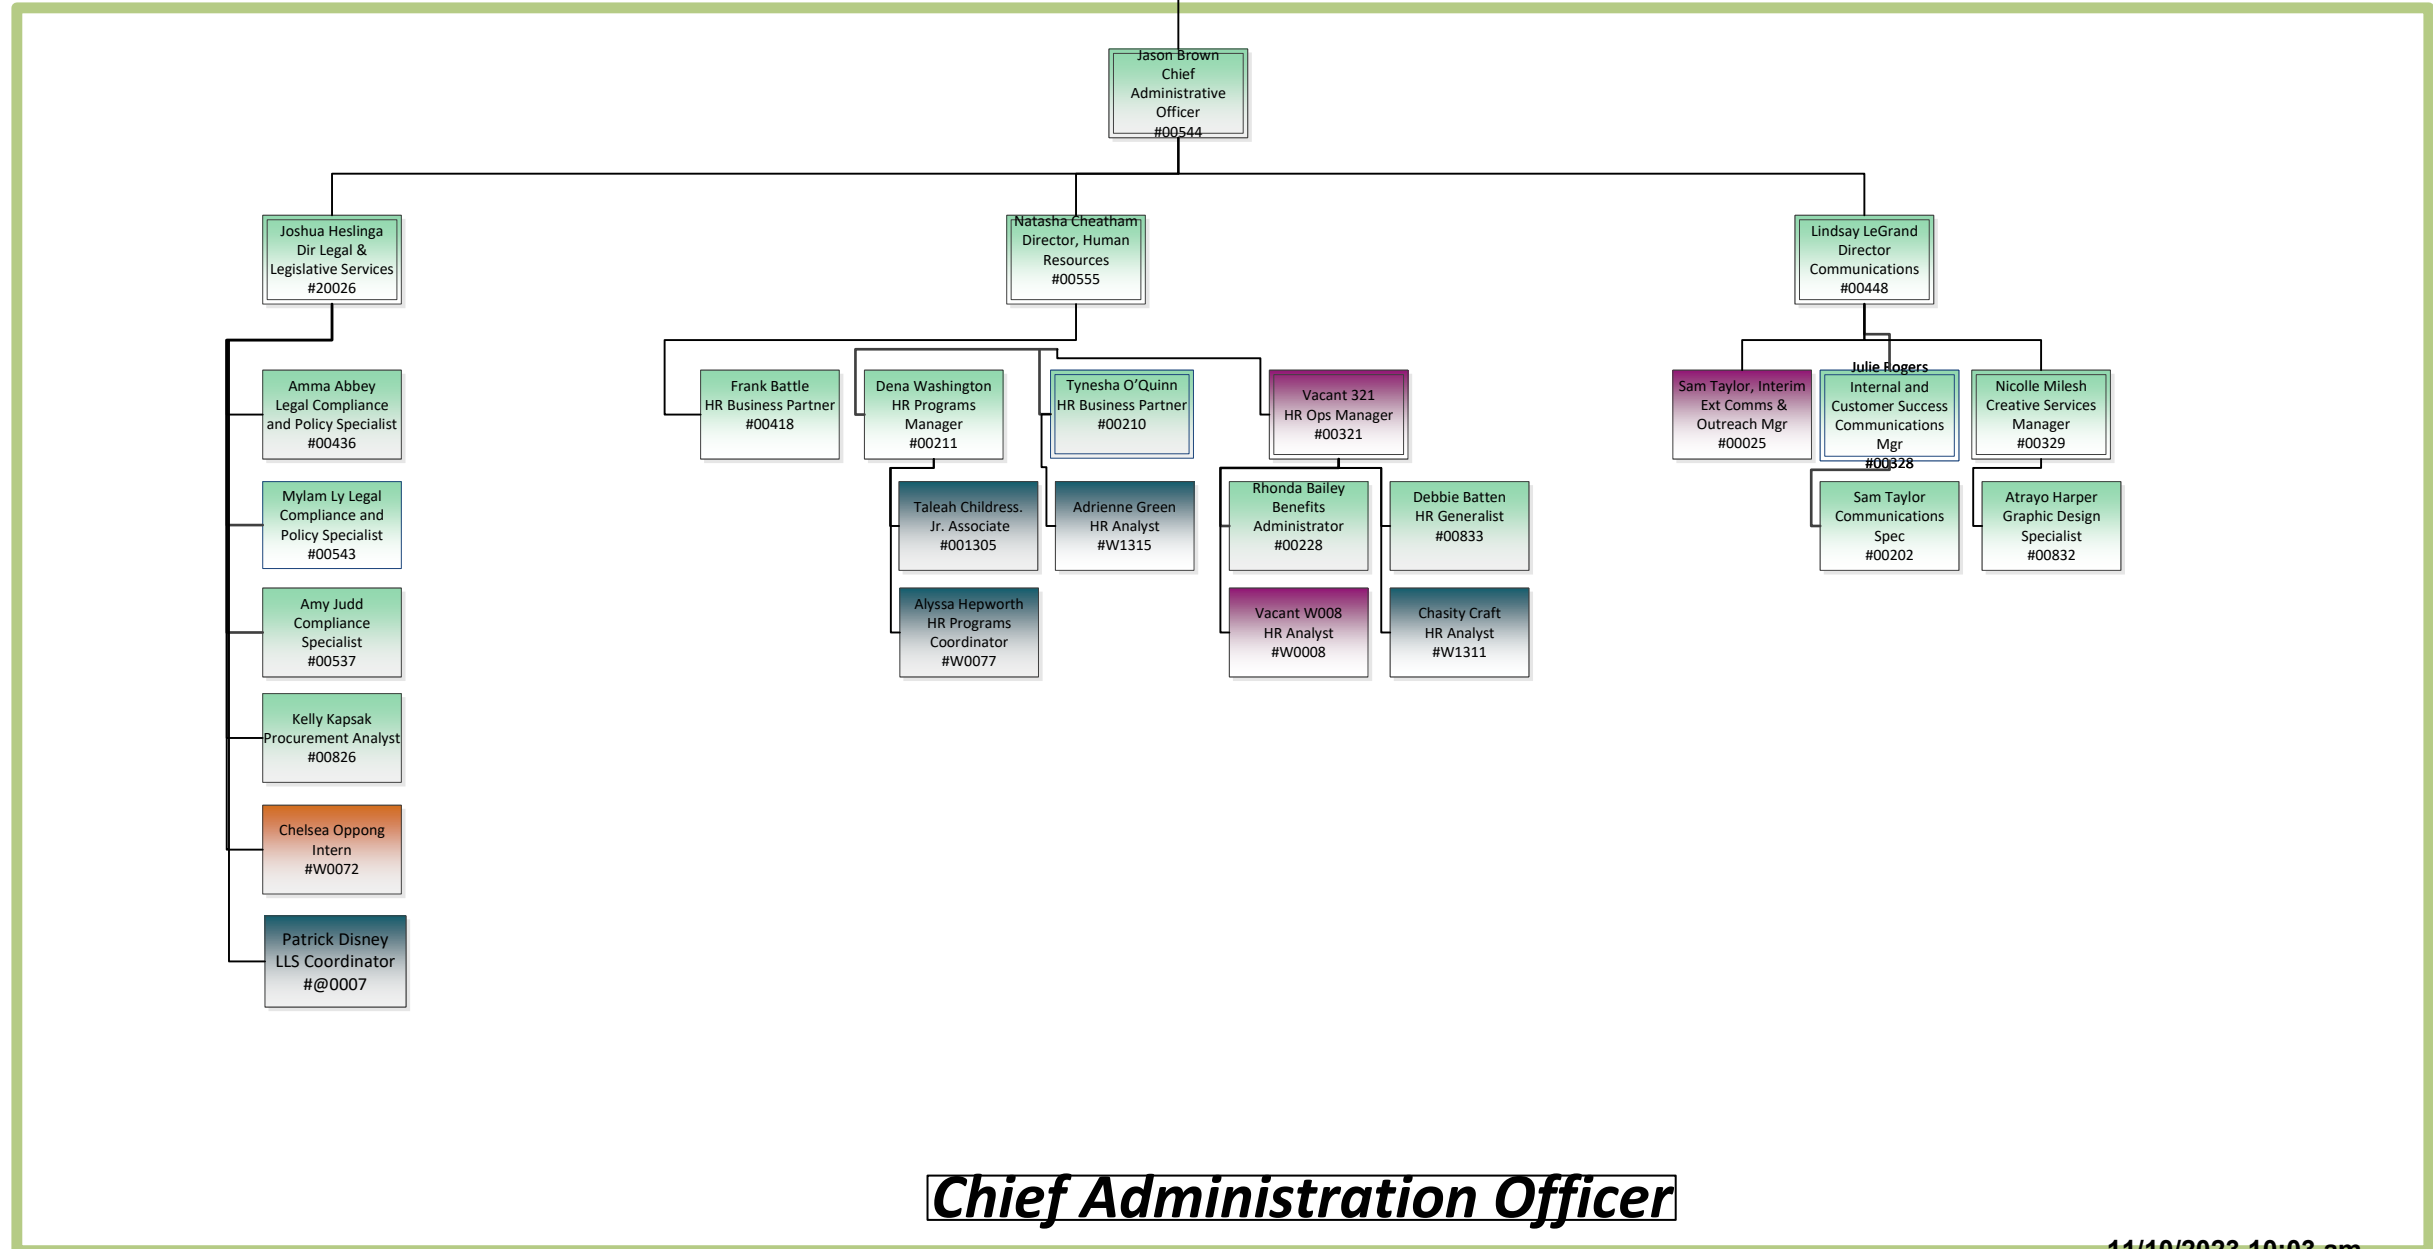 Jason Brown
Chief
Administrative
Officer
#00544
Joshua Heslinga
Dir Legal &
Legislative Services
#20026
Natasha Cheatham
Director, Human
Resources
#00555
Lindsay LeGrand
Director
Communications
#00448
Amma Abbey
Legal Compliance
and Policy Specialist
#00436
Mylam Ly Legal
Compliance and
Policy Specialist
#00543
Amy Judd
Compliance
Specialist
#00537
Kelly Kapsak
Procurement Analyst
#00826
Chelsea Oppong
Intern
#W0072
Patrick Disney
LLS Coordinator
#@0007
Frank Battle
HR Business Partner
#00418
Dena Washington
HR Programs
Manager
#00211
Taleah Childress.
Jr. Associate
#001305
Alyssa Hepworth
HR Programs
Coordinator
#W0077
Tynesha O’Quinn
HR Business Partner
#00210
Adrienne Green
HR Analyst
#W1315
Vacant 321
HR Ops Manager
#00321
Rhonda Bailey
Benefits
Administrator
#00228
Vacant W008
HR Analyst
#W0008
Debbie Batten
HR Generalist
#00833
Chasity Craft
HR Analyst
#W1311
Sam Taylor, Interim
Ext Comms &
Outreach Mgr
#00025
Julie Rogers
Internal and
Customer Success
Communications
Mgr
#00328
Sam Taylor
Communications
Spec
#00202
Nicolle Milesh
Creative Services
Manager
#00329
Atrayo Harper
Graphic Design
Specialist
#00832
Chief Administration Officer
11/10/2023 10:03 am